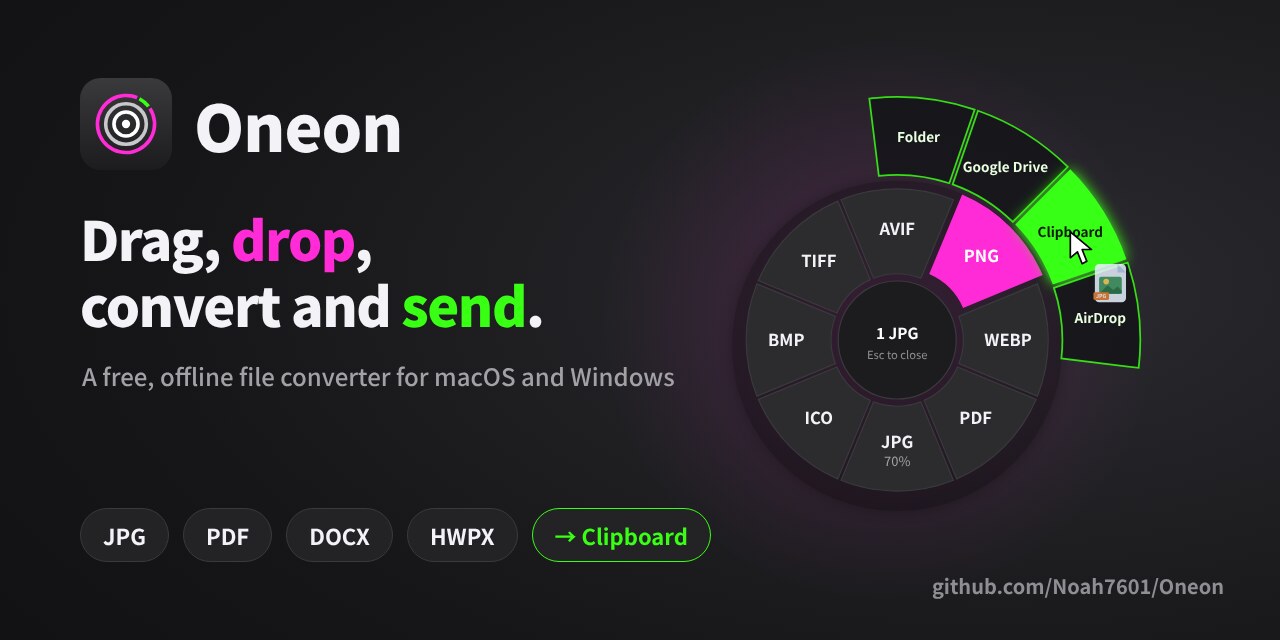 Oneon
Drag, drop,
convert and send.
A free, offline file converter for macOS and Windows
JPG
PDF
DOCX
HWPX
→ Clipboard
Folder
Google Drive
Clipboard
AirDrop
AVIF
PNG
WEBP
PDF
JPG
70%
ICO
BMP
TIFF
1 JPG
Esc to close
JPG
github.com/Noah7601/Oneon